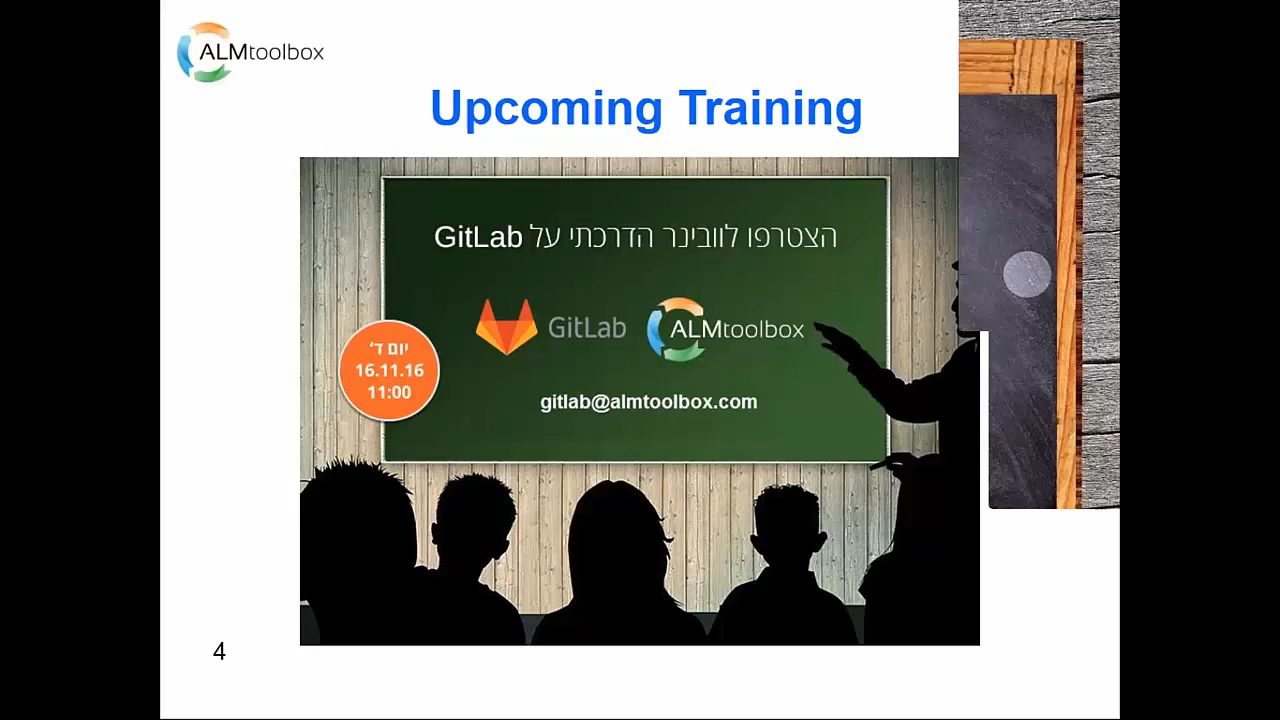 ALMtoolbox
Upcoming Training
הצטרפו לוובינר הדרכתי על GitLab
GitLab
ALMtoolbox
יום ד׳
16.11.16
11:00
gitlab@almtoolbox.com
4